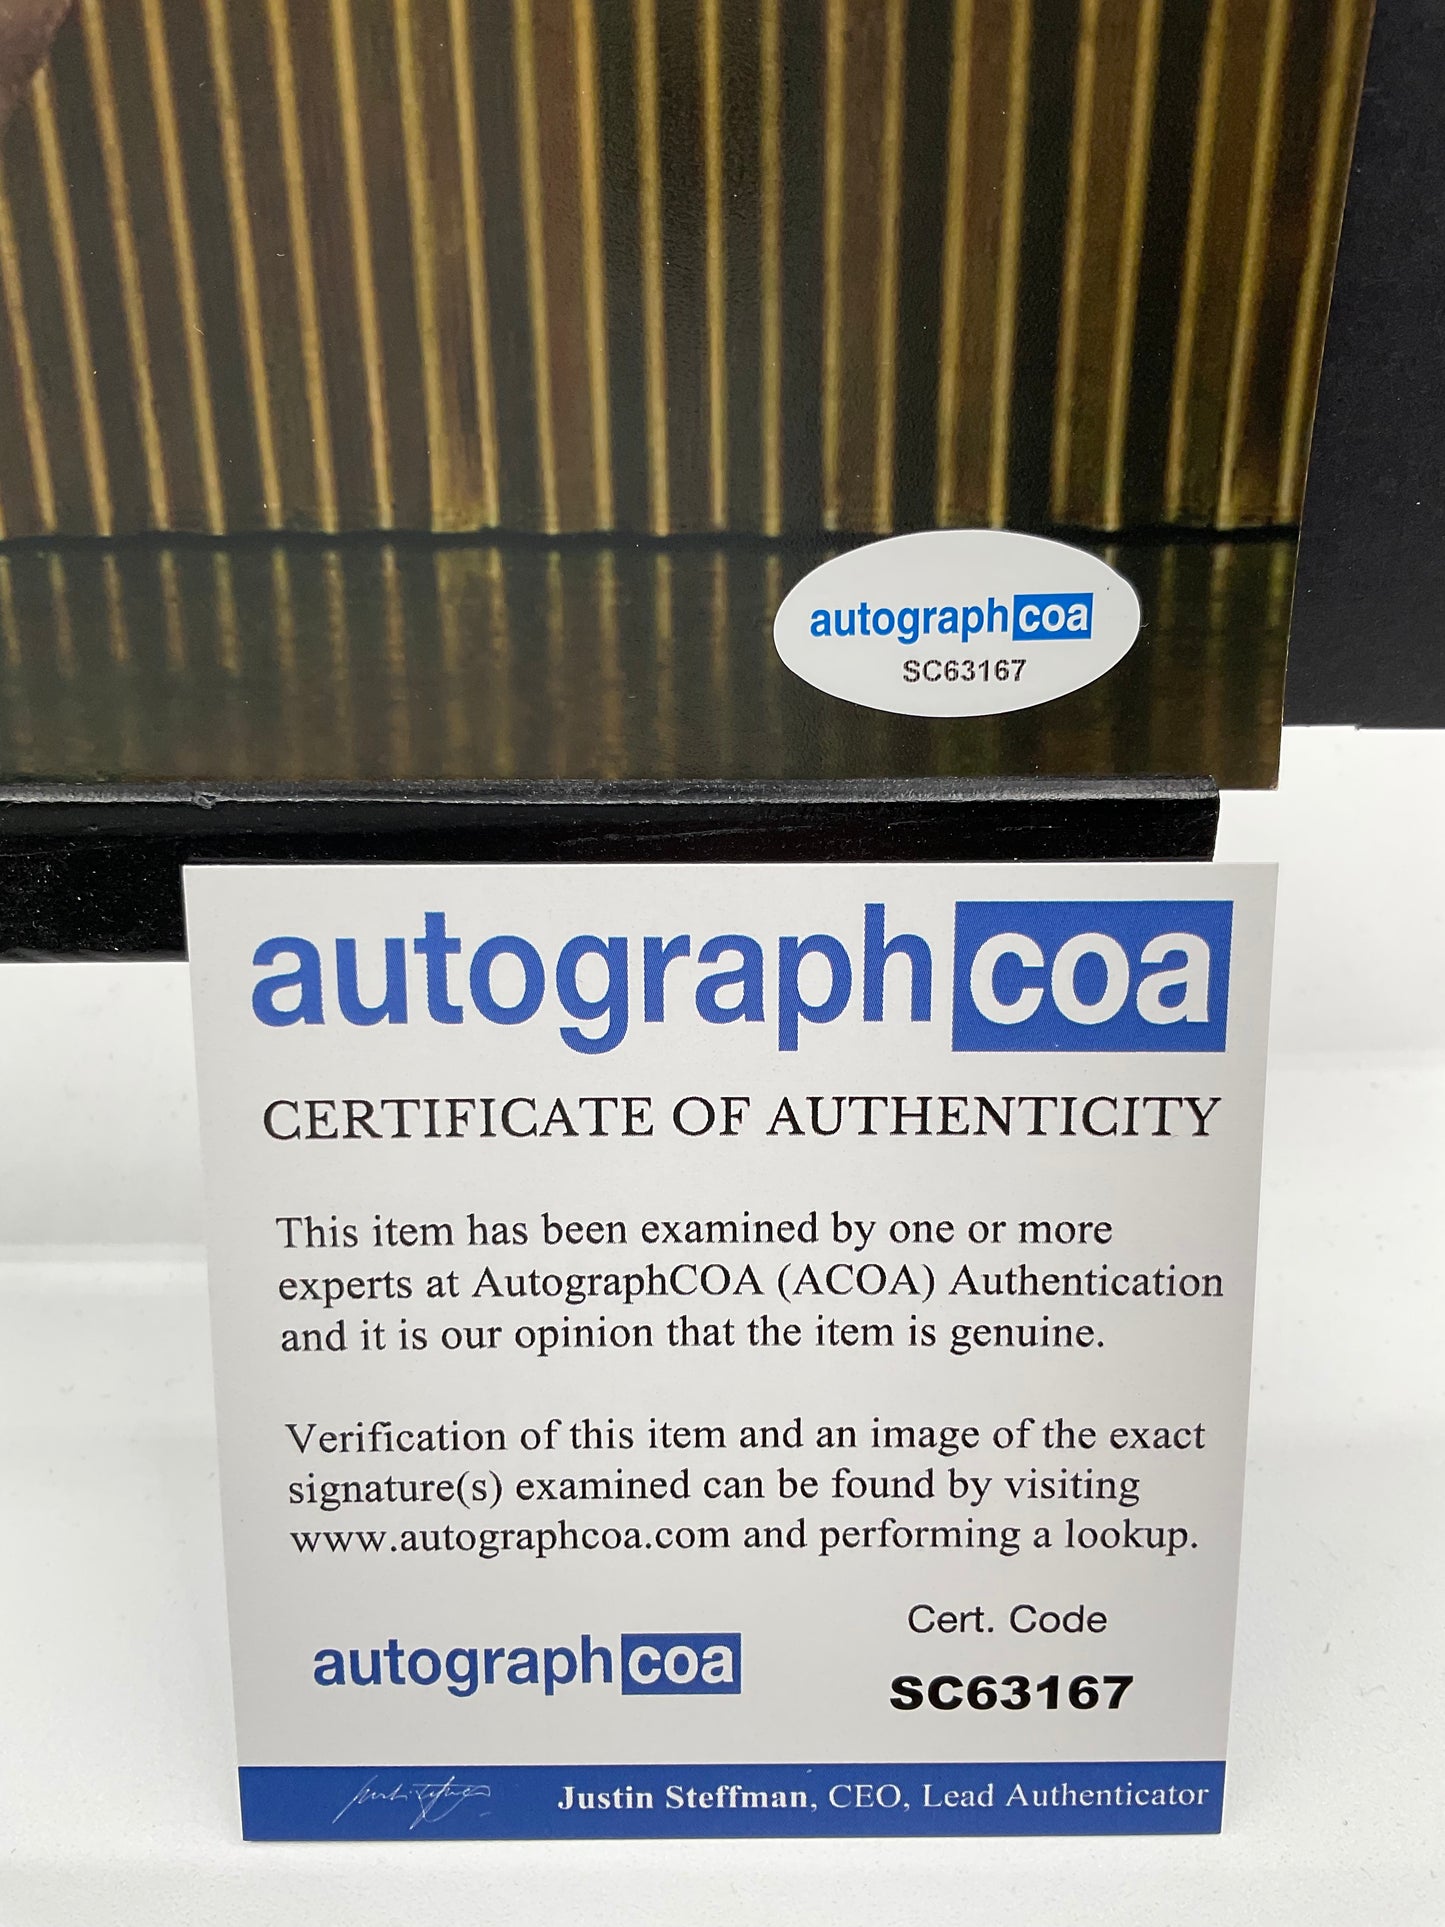 autographcoa
SC63167
autographcoa
CERTIFICATE OF AUTHENTICITY
This item has been examined by one or more
experts at AutographCOA (ACOA) Authentication
and it is our opinion that the item is genuine.
Verification of this item and an image of the exact
signature(s) examined can be found by visiting
www.autographcoa.com and performing a lookup.
Cert. Code
autographcoa
SC63167
Justin Steffman, CEO, Lead Authenticator